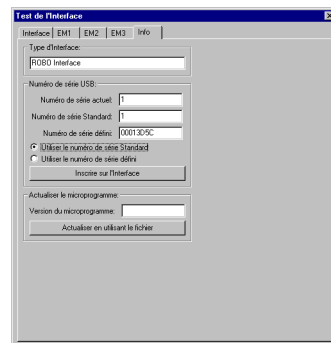 Test de l'Interface
Interface EM1 EM2 EM3 Info
Type d'Interface:
ROBO Interface
Numéro de série USB:
Numéro de série actuel: 1
Numéro de série Standard: 1
Numéro de série défini: 00013D5C
Utiliser le numéro de série Standard
Utiliser le numéro de série défini
Inscrire sur l'Interface
Actualiser le microprogramme:
Version du microprogramme:
Actualiser en utilisant le fichier